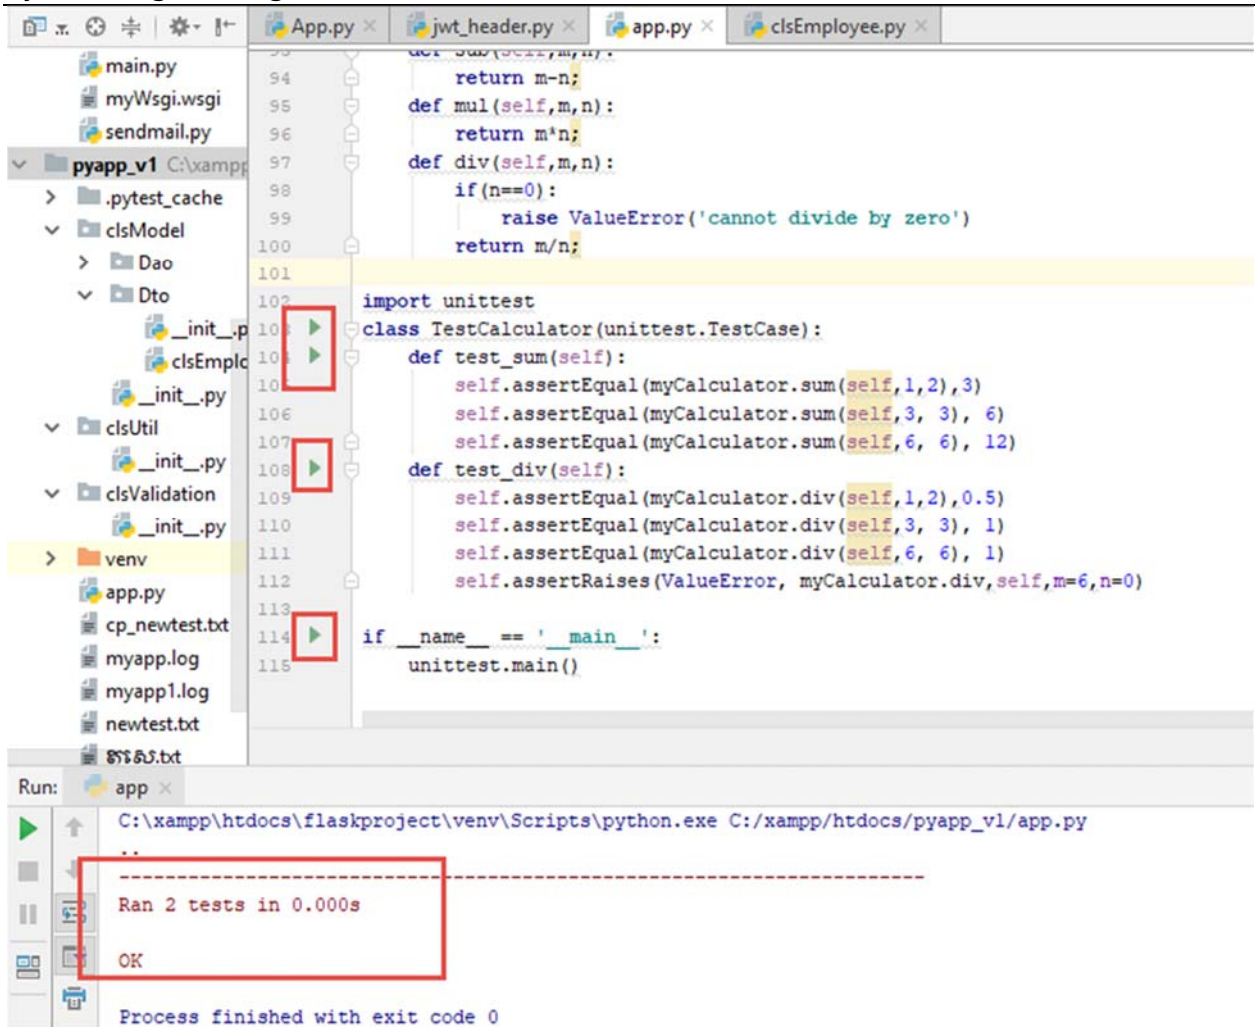 App.py
jwt_header.py
app.py
clsEmployee.py
main.py
myWsgi.wsgi
sendmail.py
pyapp_v1 C:\xampp
.pytest_cache
clsModel
Dao
Dto
__init__.p
clsEmplo
__init__.py
clsUtil
__init__.py
clsValidation
__init__.py
venv
app.py
cp_newtest.txt
myapp.log
myapp1.log
newtest.txt
93 def sub(self,m,n):
94 return m-n;
95 def mul(self,m,n):
96 return m*n;
97 def div(self,m,n):
98 if(n==0):
99 raise ValueError('cannot divide by zero')
100 return m/n;
101
102 import unittest
103 class TestCalculator(unittest.TestCase):
104 def test_sum(self):
105 self.assertEqual(myCalculator.sum(self,1,2),3)
106 self.assertEqual(myCalculator.sum(self,3, 3), 6)
107 self.assertEqual(myCalculator.sum(self,6, 6), 12)
108 def test_div(self):
109 self.assertEqual(myCalculator.div(self,1,2),0.5)
110 self.assertEqual(myCalculator.div(self,3, 3), 1)
111 self.assertEqual(myCalculator.div(self,6, 6), 1)
112 self.assertRaises(ValueError, myCalculator.div,self,m=6,n=0)
113
114 if __name__ == '__main__':
115 unittest.main()
Run: app
C:\xampp\htdocs\flaskproject\venv\Scripts\python.exe C:/xampp/htdocs/pyapp_v1/app.py
..
----------------------------------------------------------------------
Ran 2 tests in 0.000s
OK
Process finished with exit code 0